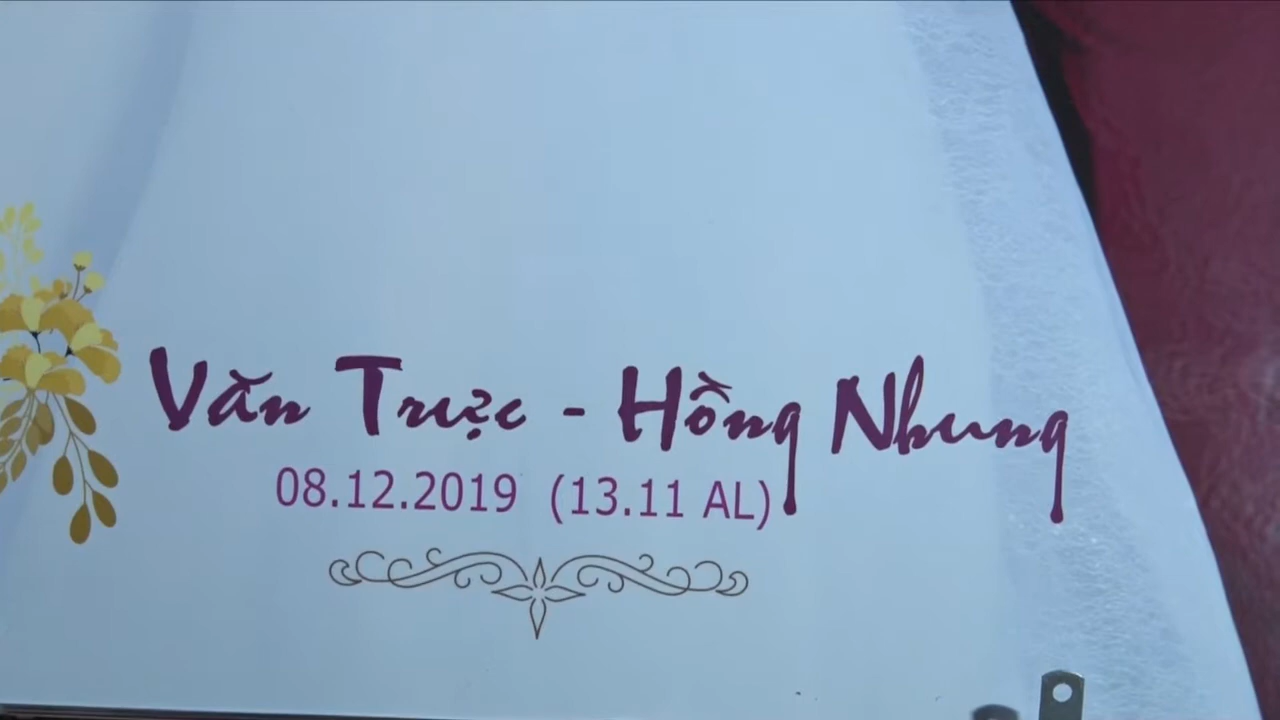 Văn Trực - Hồng Nhung
08.12.2019 (13.11 AL)